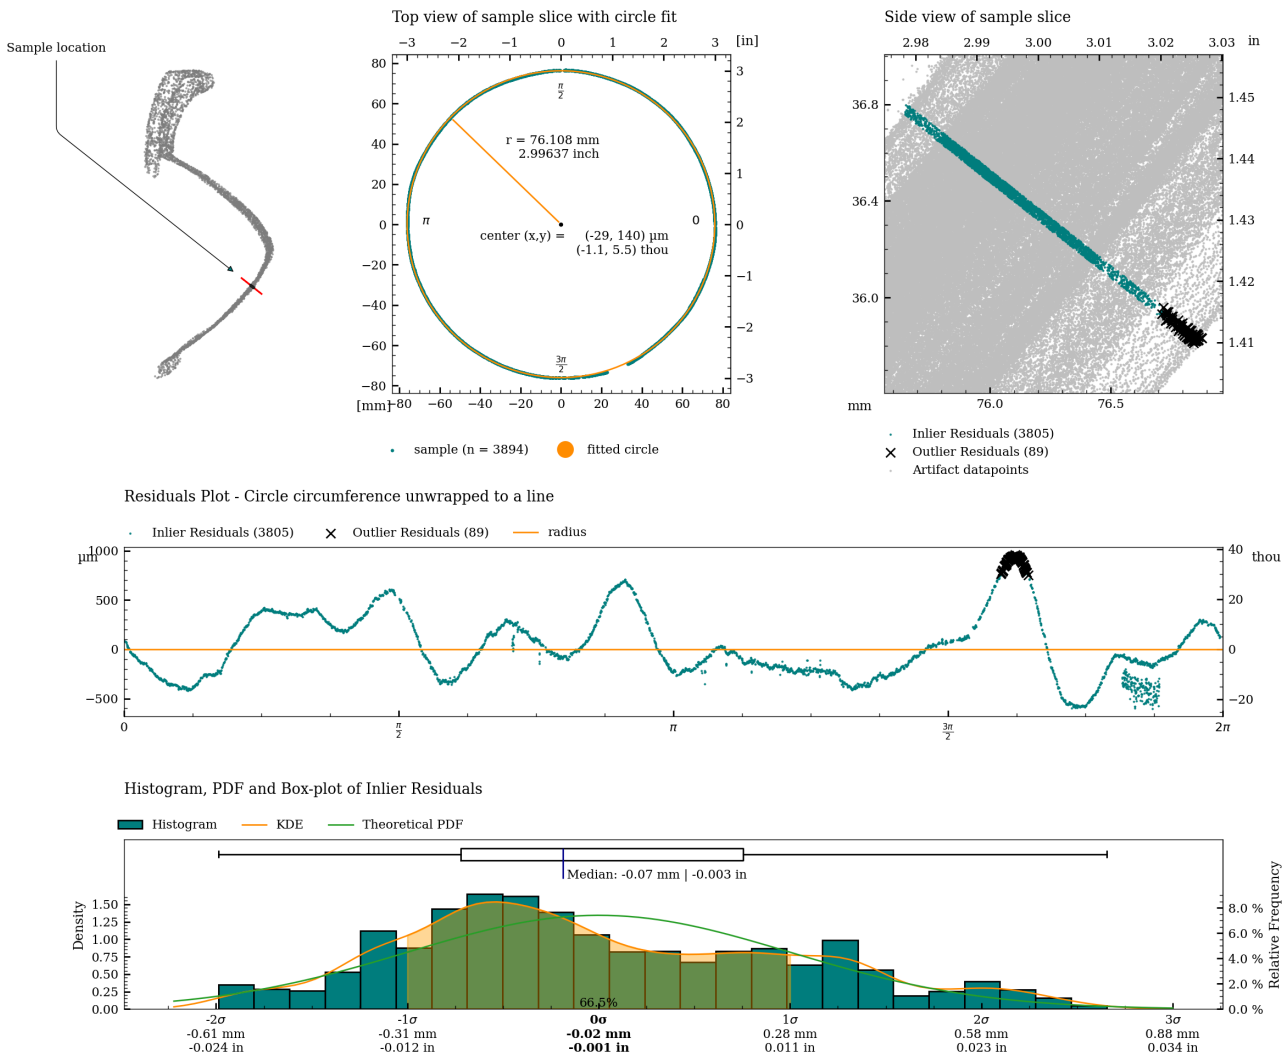 Sample location
Top view of sample slice with circle fit
−3 −2 −1 0 1 2 3 [in]
80
60
40
20
0
−20
−40
−60
−80
3
2
1
0
−1
−2
−3
π/2
r = 76.108 mm
2.99637 inch
π
0
center (x,y) = (-29, 140) µm
(-1.1, 5.5) thou
3π/2
[mm] −80 −60 −40 −20 0 20 40 60 80
sample (n = 3894) fitted circle
Side view of sample slice
2.98 2.99 3.00 3.01 3.02 3.03 in
36.8
36.4
36.0
1.45
1.44
1.43
1.42
1.41
mm 76.0 76.5
Inlier Residuals (3805)
Outlier Residuals (89)
Artifact datapoints
Residuals Plot - Circle circumference unwrapped to a line
Inlier Residuals (3805) Outlier Residuals (89) radius
µm
1000
500
0
−500
40
20
0
−20
thou
0 π/2 π 3π/2 2π
Histogram, PDF and Box-plot of Inlier Residuals
Histogram KDE Theoretical PDF
Median: -0.07 mm | -0.003 in
Density
1.50
1.25
1.00
0.75
0.50
0.25
0.00
8.0 %
6.0 %
4.0 %
2.0 %
0.0 %
Relative Frequency
66.5%
-2σ -1σ 0σ 1σ 2σ 3σ
-0.61 mm -0.31 mm -0.02 mm 0.28 mm 0.58 mm 0.88 mm
-0.024 in -0.012 in -0.001 in 0.011 in 0.023 in 0.034 in